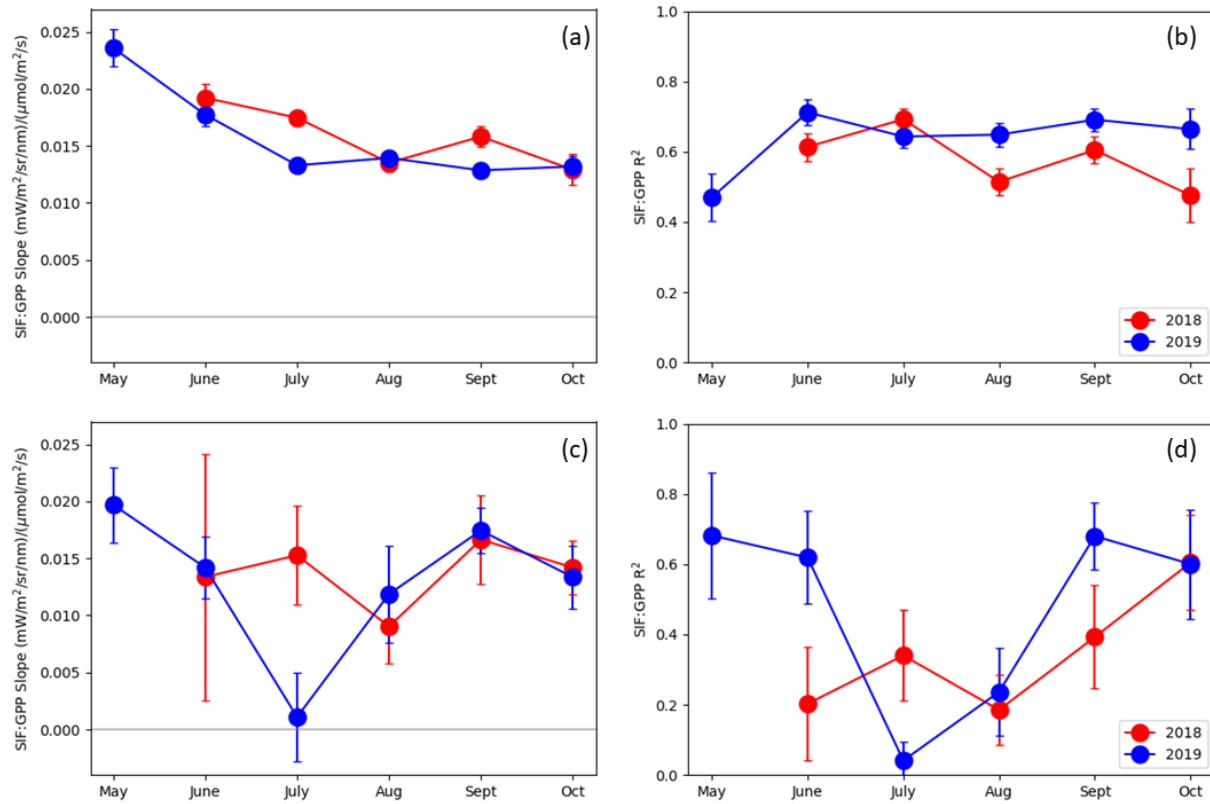 (a)
SIF:GPP Slope (mW/m²/sr/nm)/(μmol/m²/s)
0.025
0.020
0.015
0.010
0.005
0.000
May June July Aug Sept Oct
(b)
SIF:GPP R²
1.0
0.8
0.6
0.4
0.2
0.0
2018
2019
May June July Aug Sept Oct
(c)
SIF:GPP Slope (mW/m²/sr/nm)/(μmol/m²/s)
0.025
0.020
0.015
0.010
0.005
0.000
May June July Aug Sept Oct
(d)
SIF:GPP R²
1.0
0.8
0.6
0.4
0.2
0.0
2018
2019
May June July Aug Sept Oct